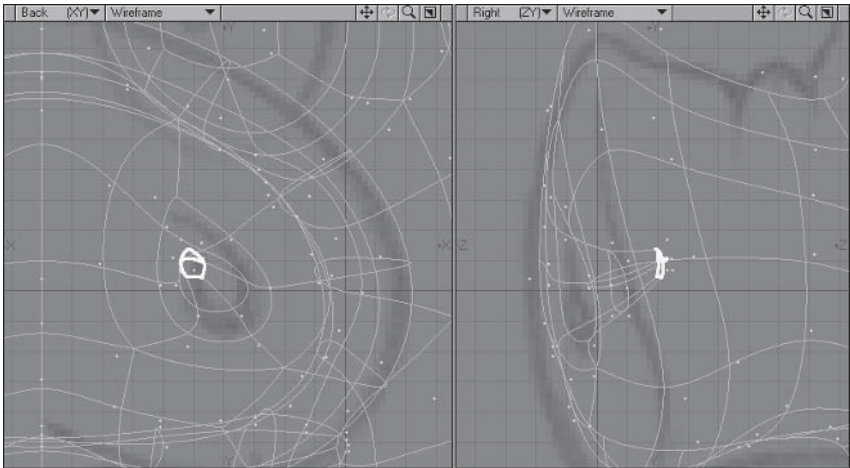 Back (XY) Wireframe
Right (ZY) Wireframe
+Y
+Y
-X
+X
-Z
+Z
-Y